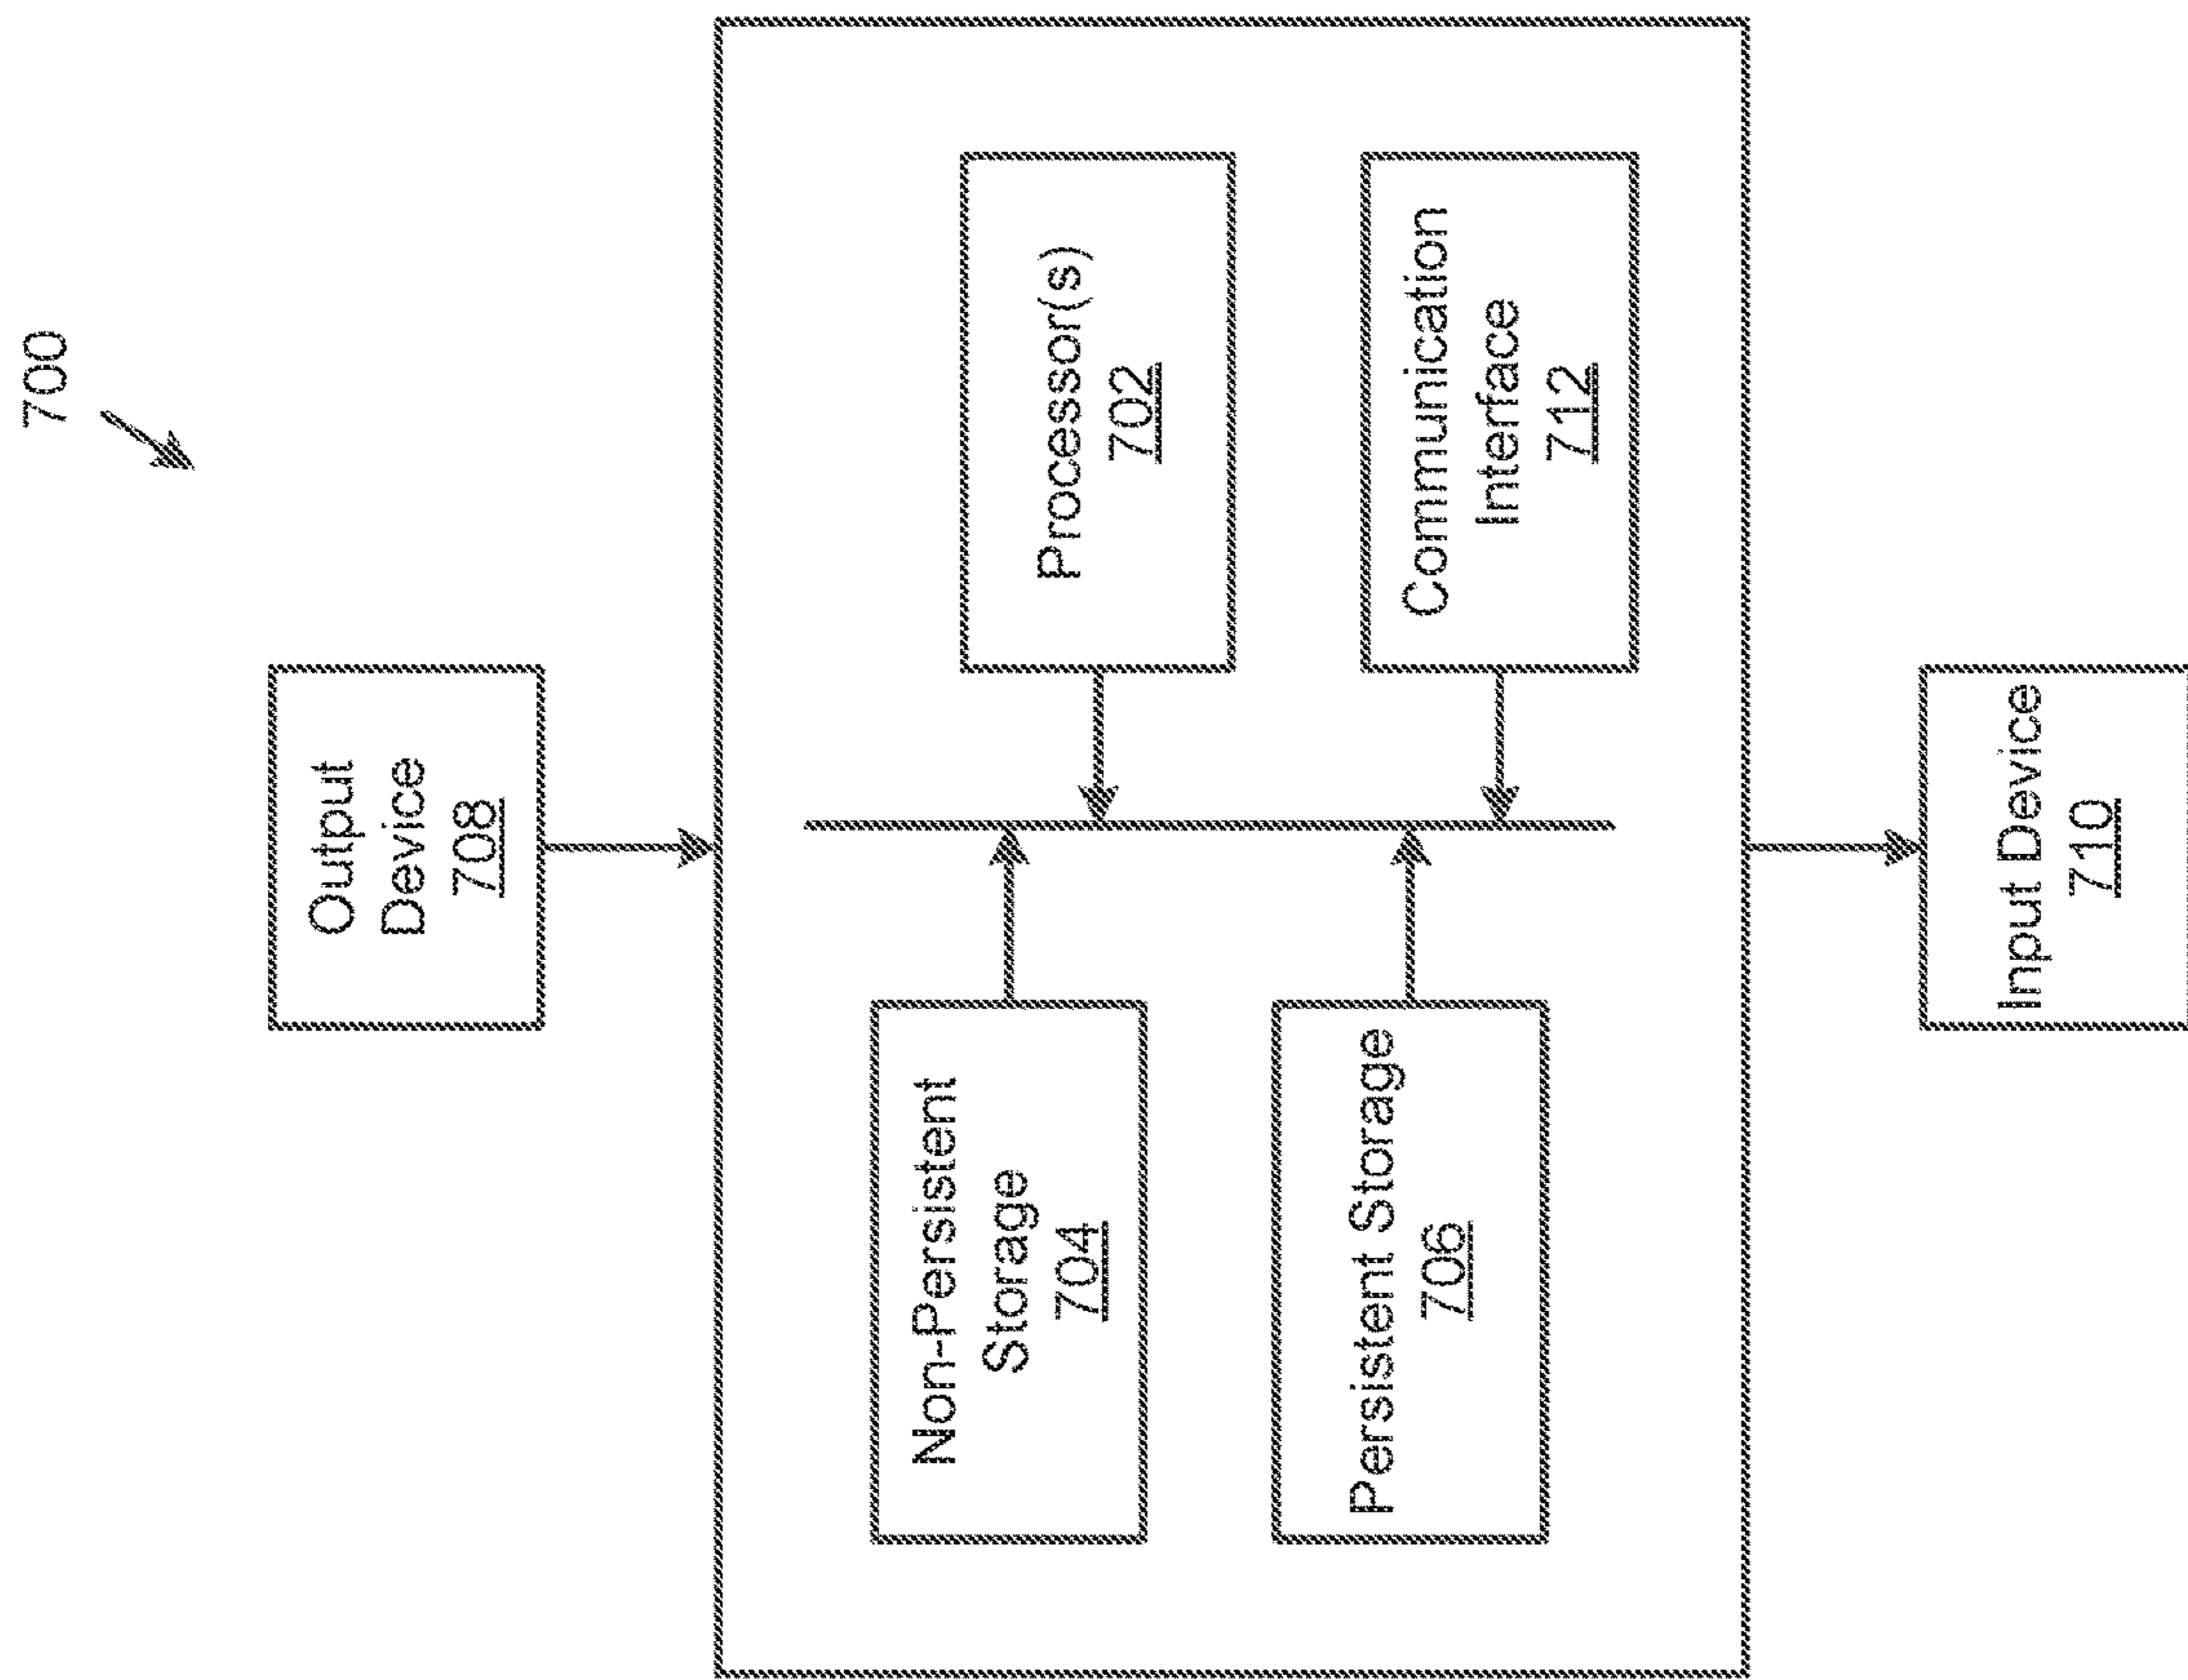 700
Output
Device
708
Non-Persistent
Storage
704
Processor(s)
702
Persistent Storage
706
Communication
Interface
712
Input Device
710